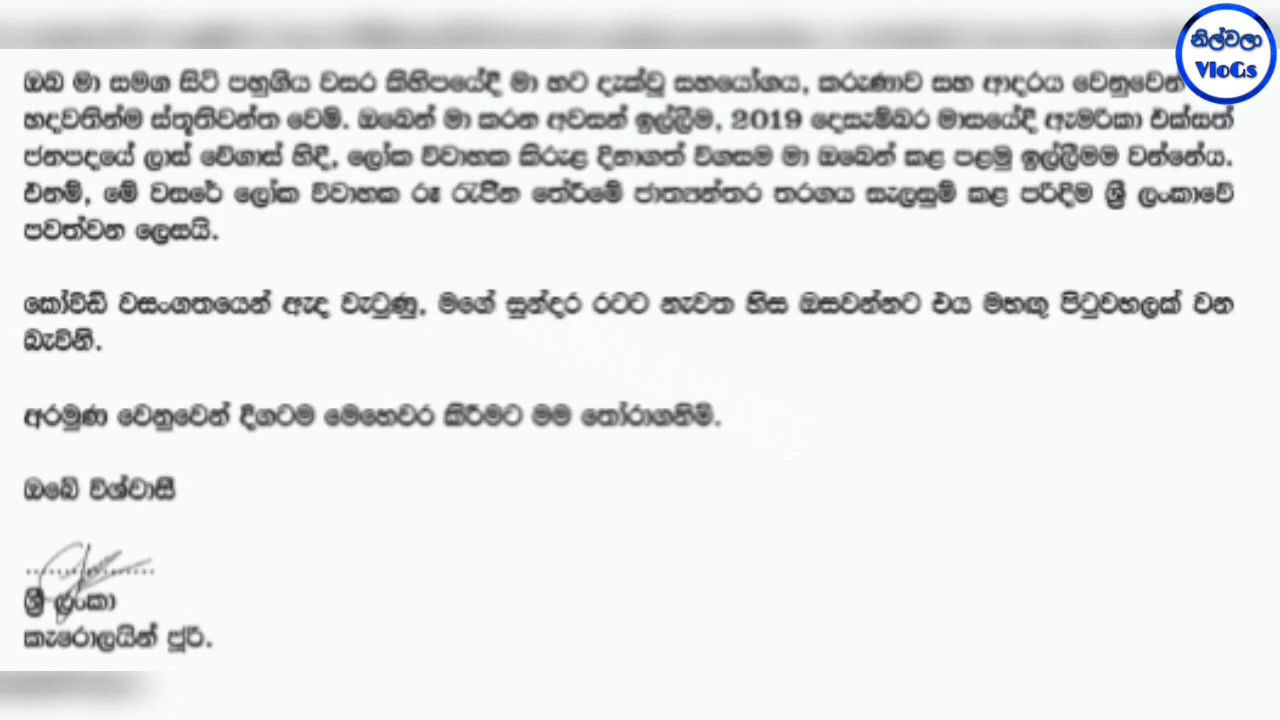 නිල්වලා
VloGs
ඔබ මා සමග සිටි පහුගිය වසර කිහිපයේදී මා හට දැක්වූ සහයෝගය, කරුණාව සහ ආදරය වෙනුවෙන්
හදවතින්ම ස්තූතිවන්ත වෙමි. ඔබෙන් මා කරන අවසන් ඉල්ලීම, 2019 දෙසැම්බර මාසයේදී ඇමරිකා එක්සත්
ජනපදයේ ලාස් වේගාස් හිදී, ලෝක විවාහක කිරුළ දිනාගත් විගසම මා ඔබෙන් කළ පළමු ඉල්ලීමම වන්නේය.
එනම්, මේ වසරේ ලෝක විවාහක රූ රැජින තේරීමේ ජාත්‍යන්තර තරගය සැලසුම් කළ පරිදිම ශ්‍රී ලංකාවේ
පවත්වන ලෙසයි.
කෝවිඩ් වසංගතයෙන් ඇද වැටුණු, මගේ සුන්දර රටට නැවත හිස ඔසවන්නට එය මහඟු පිටුවහලක් වන
බැවිනි.
අරමුණ වෙනුවෙන් දිගටම මෙහෙවර කිරීමට මම තෝරාගනිමි.
ඔබේ විශ්වාසී
.................
ශ්‍රී ලංකා
කැරොලයින් ජූරි.